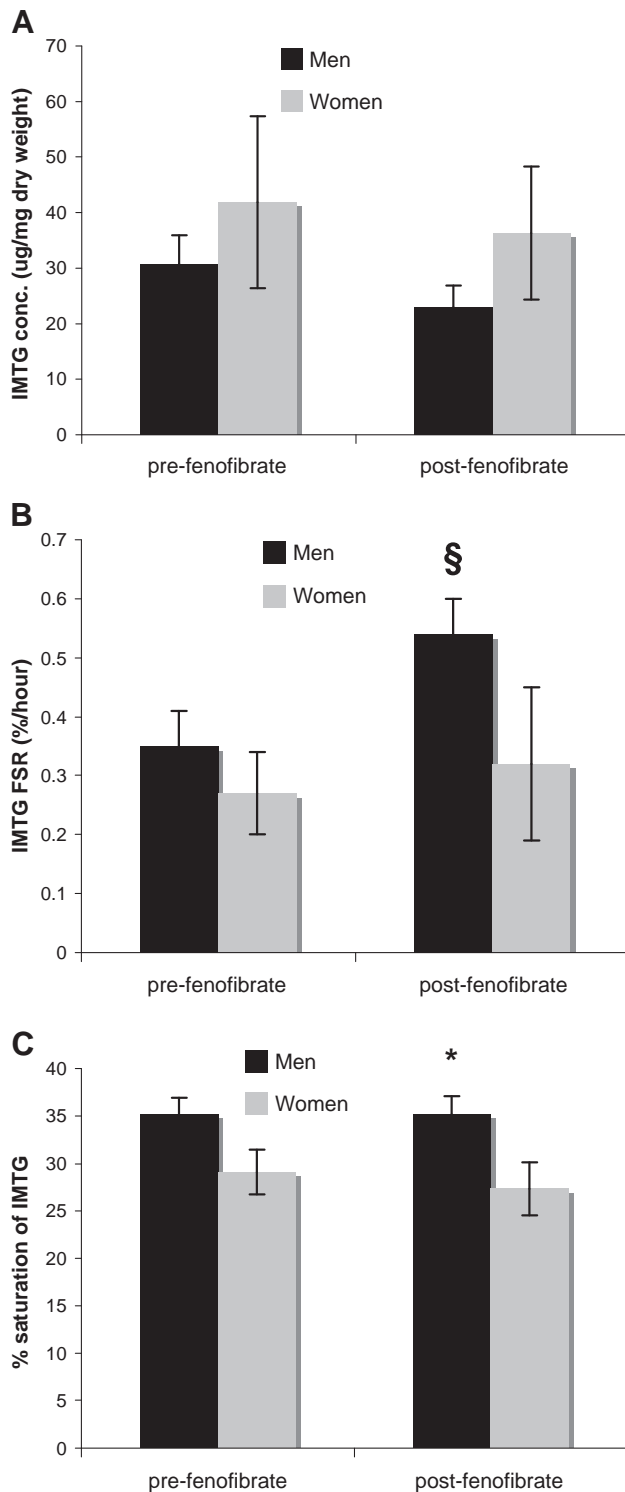 A
IMTG conc. (ug/mg dry weight)
70
60
50
40
30
20
10
0
Men
Women
pre-fenofibrate post-fenofibrate
B
IMTG FSR (%/hour)
0.7
0.6
0.5
0.4
0.3
0.2
0.1
0
Men
Women
§
pre-fenofibrate post-fenofibrate
C
% saturation of IMTG
40
35
30
25
20
15
10
5
0
Men
Women
*
pre-fenofibrate post-fenofibrate